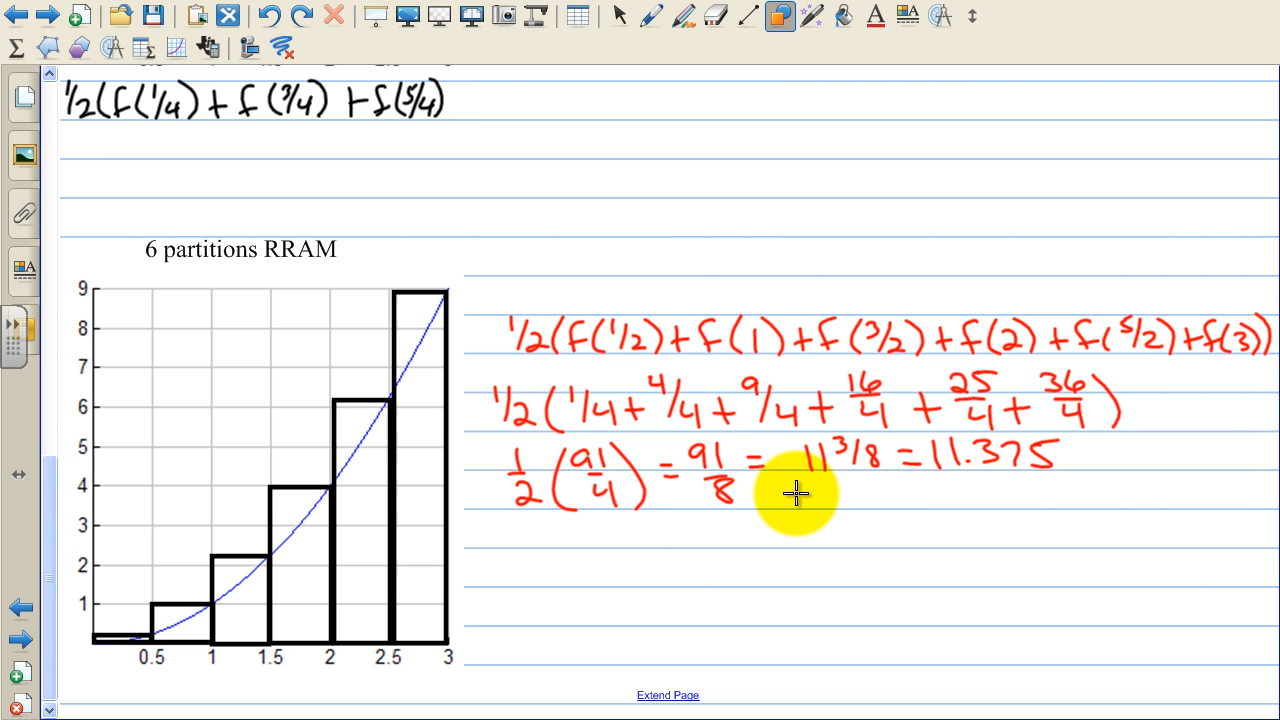 1/2(f(1/4) + f(3/4) + f(5/4)
6 partitions RRAM
9
8
7
6
5
4
3
2
1
0.5 1 1.5 2 2.5 3
1/2(f(1/2) + f(1) + f(3/2) + f(2) + f(5/2) + f(3))
1/2(1/4 + 4/4 + 9/4 + 16/4 + 25/4 + 36/4)
1/2(91/4) = 91/8 = 11 3/8 = 11.375
Extend Page